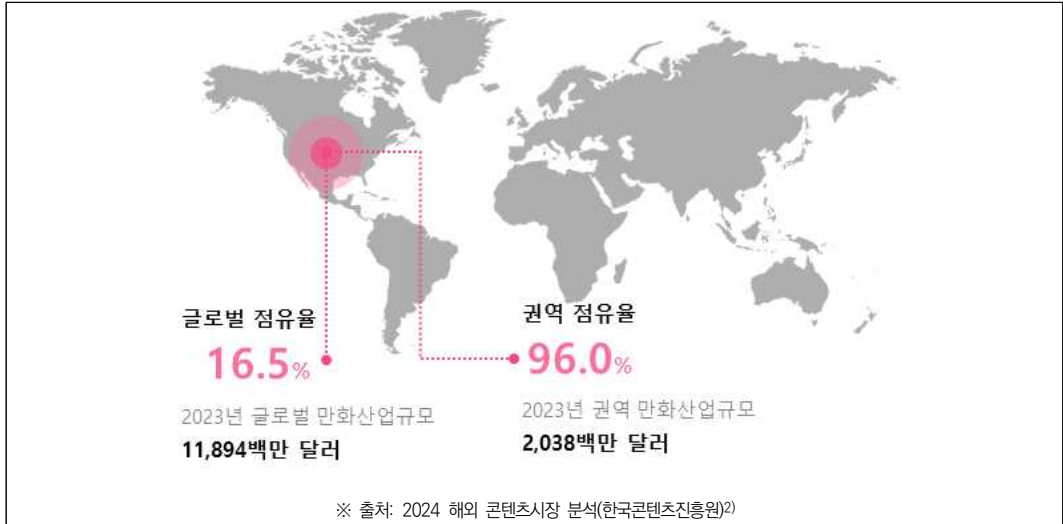 글로벌 점유율
16.5%
2023년 글로벌 만화산업규모
11,894백만 달러
권역 점유율
96.0%
2023년 권역 만화산업규모
2,038백만 달러
※ 출처: 2024 해외 콘텐츠시장 분석(한국콘텐츠진흥원)2)